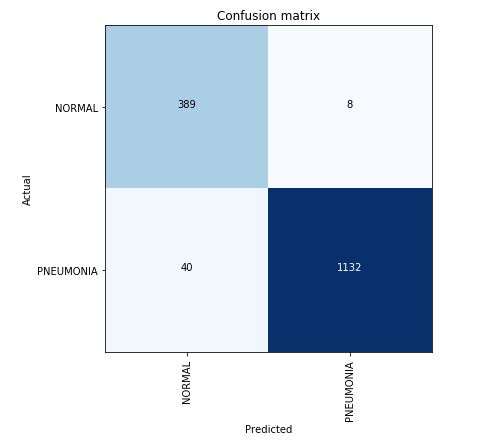 Confusion matrix
NORMAL
389
8
Actual
PNEUMONIA
40
1132
NORMAL
PNEUMONIA
Predicted